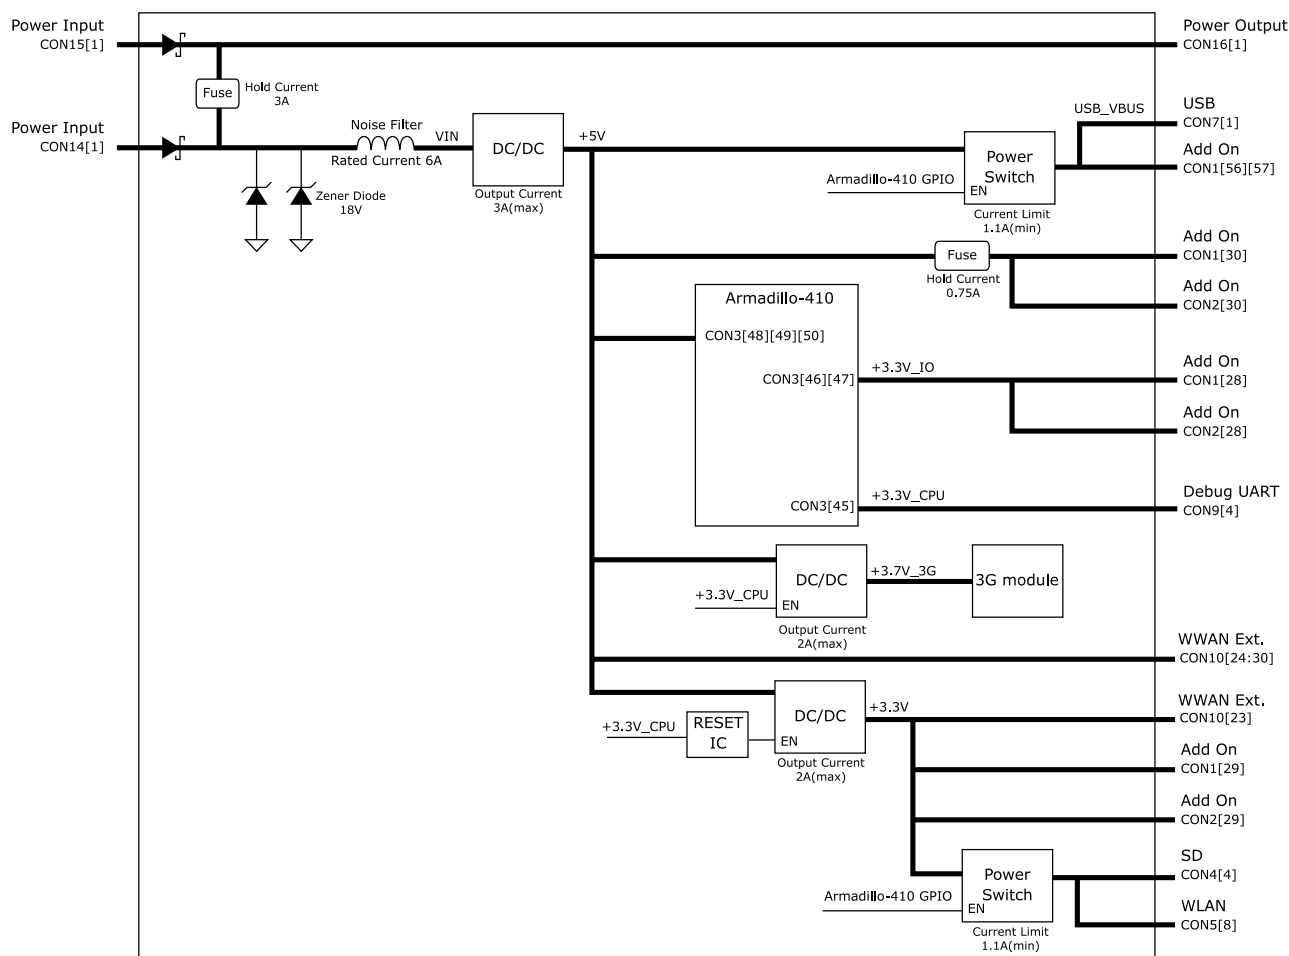 Power Input
CON15[1]
Power Output
CON16[1]
Fuse
Hold Current
3A
Power Input
CON14[1]
Noise Filter
Rated Current 6A
VIN
DC/DC
Output Current
3A(max)
+5V
Zener Diode
18V
Power
Switch
EN
Armadillo-410 GPIO
Current Limit
1.1A(min)
USB_VBUS
USB
CON7[1]
Add On
CON1[56][57]
Fuse
Hold Current
0.75A
Add On
CON1[30]
Add On
CON2[30]
Armadillo-410
CON3[48][49][50]
CON3[46][47]
+3.3V_IO
Add On
CON1[28]
Add On
CON2[28]
CON3[45]
+3.3V_CPU
Debug UART
CON9[4]
DC/DC
EN
+3.3V_CPU
Output Current
2A(max)
+3.7V_3G
3G module
WWAN Ext.
CON10[24:30]
+3.3V_CPU
RESET
IC
DC/DC
EN
Output Current
2A(max)
+3.3V
WWAN Ext.
CON10[23]
Add On
CON1[29]
Add On
CON2[29]
Power
Switch
EN
Armadillo-410 GPIO
Current Limit
1.1A(min)
SD
CON4[4]
WLAN
CON5[8]